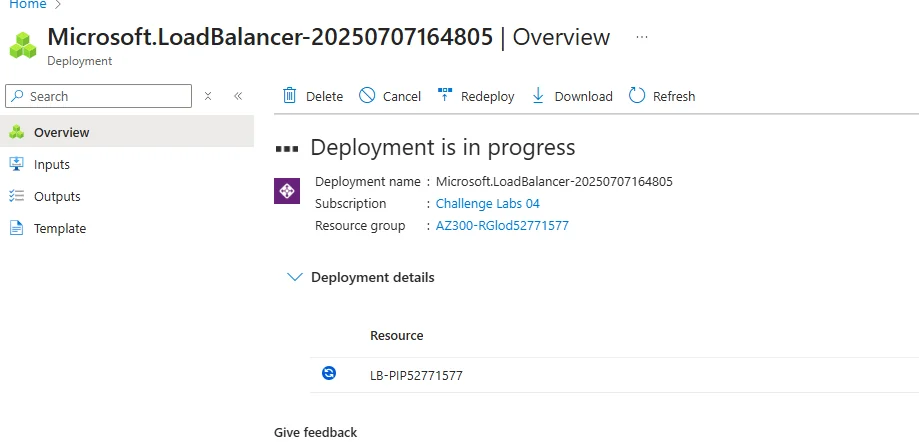 Home
Microsoft.LoadBalancer-20250707164805 | Overview ...
Deployment
Search
Delete Cancel Redeploy Download Refresh
Overview
Inputs
Outputs
Template
Deployment is in progress
Deployment name : Microsoft.LoadBalancer-20250707164805
Subscription : Challenge Labs 04
Resource group : AZ300-RGlod52771577
Deployment details
Resource
LB-PIP52771577
Give feedback